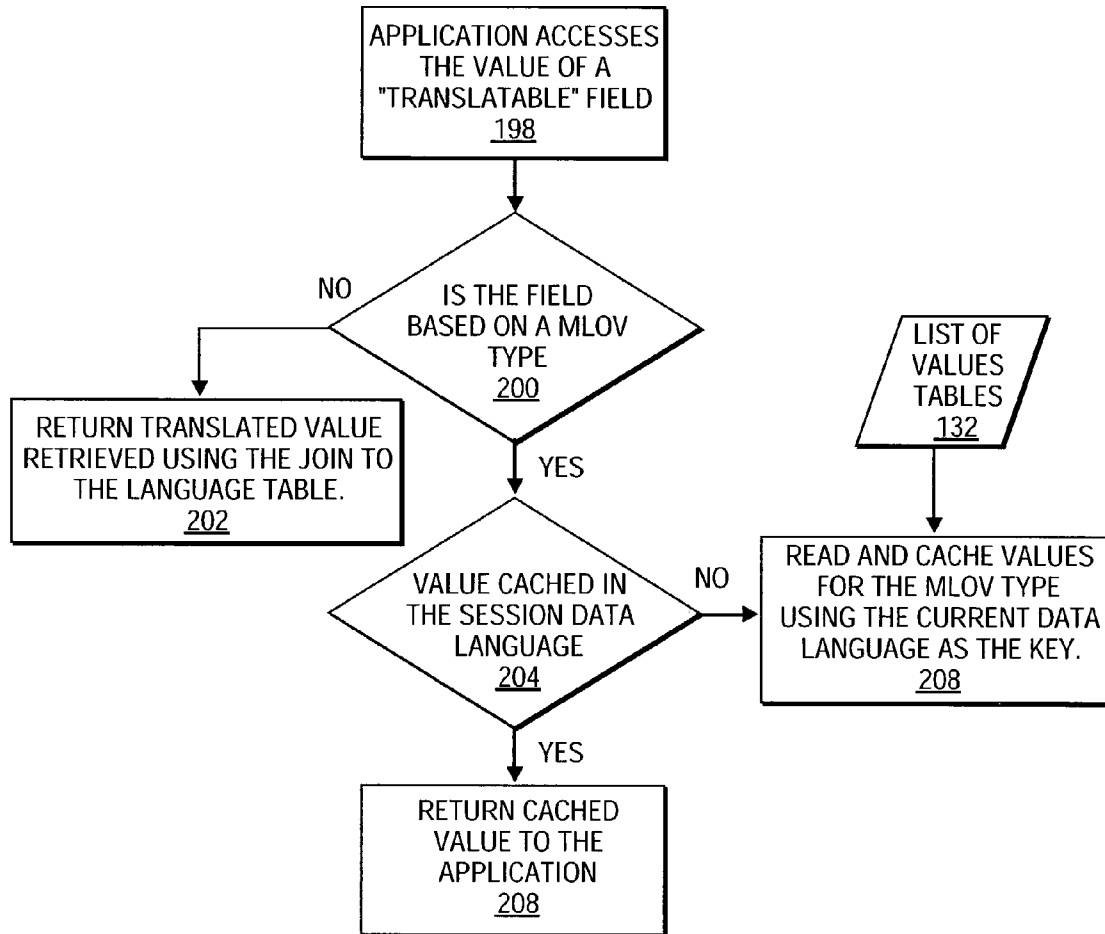 APPLICATION ACCESSES
THE VALUE OF A
"TRANSLATABLE" FIELD
198
NO
IS THE FIELD
BASED ON A MLOV
TYPE
200
LIST OF
VALUES
TABLES
132
RETURN TRANSLATED VALUE
RETRIEVED USING THE JOIN TO
THE LANGUAGE TABLE.
202
YES
VALUE CACHED IN
THE SESSION DATA
LANGUAGE
204
NO
READ AND CACHE VALUES
FOR THE MLOV TYPE
USING THE CURRENT DATA
LANGUAGE AS THE KEY.
208
YES
RETURN CACHED
VALUE TO THE
APPLICATION
208